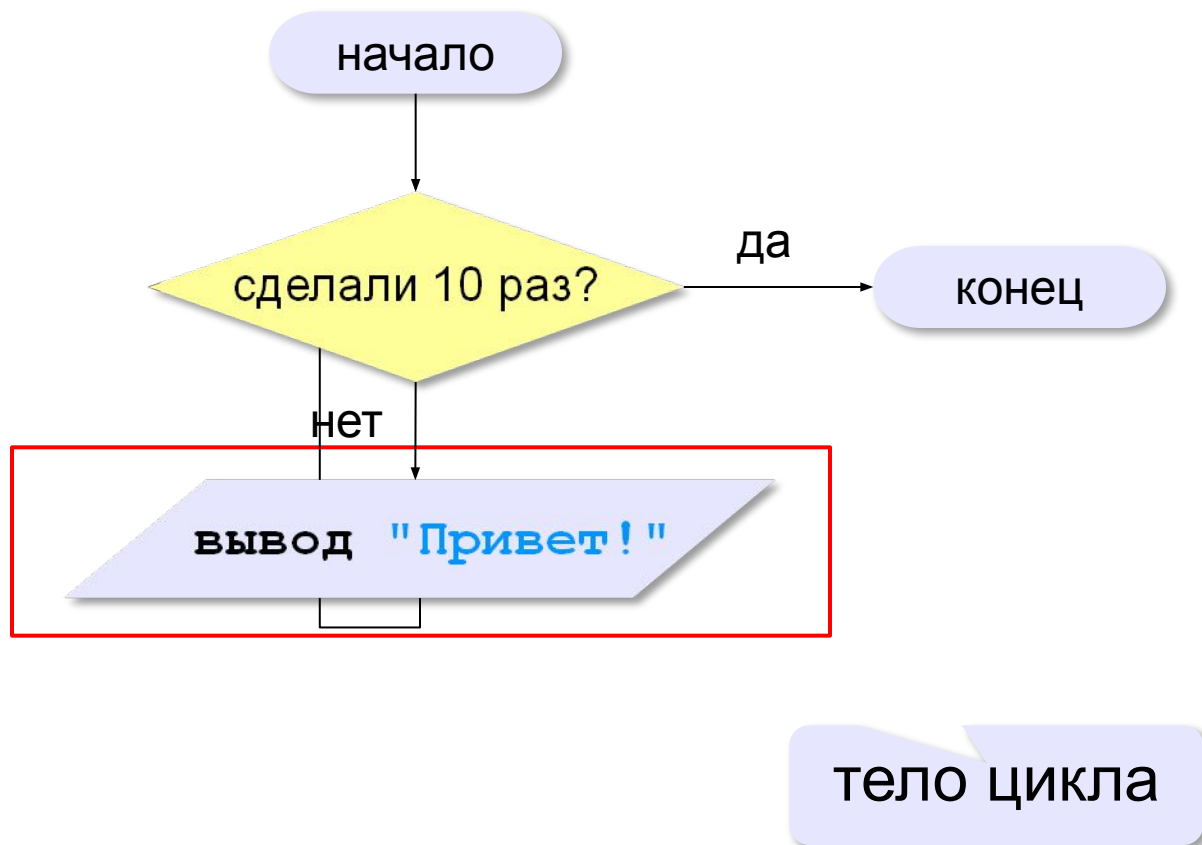 начало
да
сделали 10 раз?
конец
нет
вывод "Привет!"
тело цикла